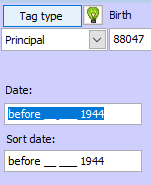 Tag type Birth
Principal 88047
Date:
before __ ___ 1944
Sort date:
before __ ___ 1944